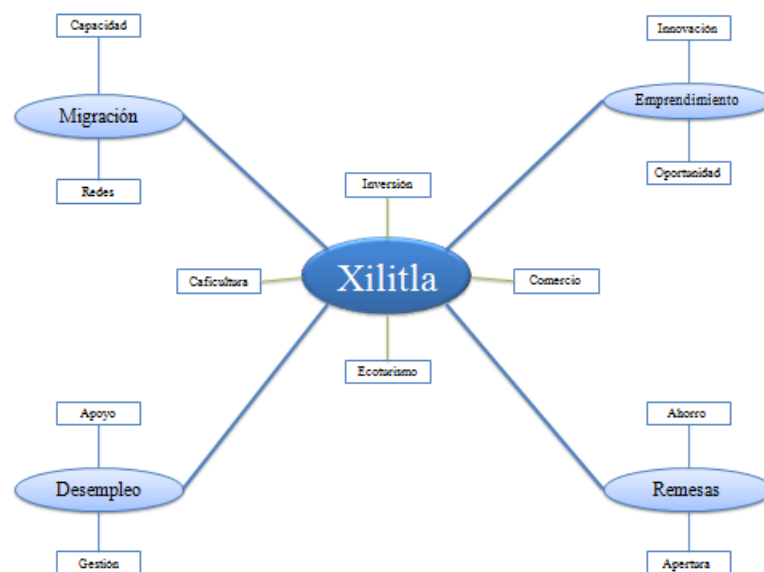 Capacidad
Innovación
Migración
Emprendimiento
Redes
Oportunidad
Inversión
Caficultura
Xilitla
Comercio
Ecoturismo
Apoyo
Ahorro
Desempleo
Remesas
Gestión
Apertura